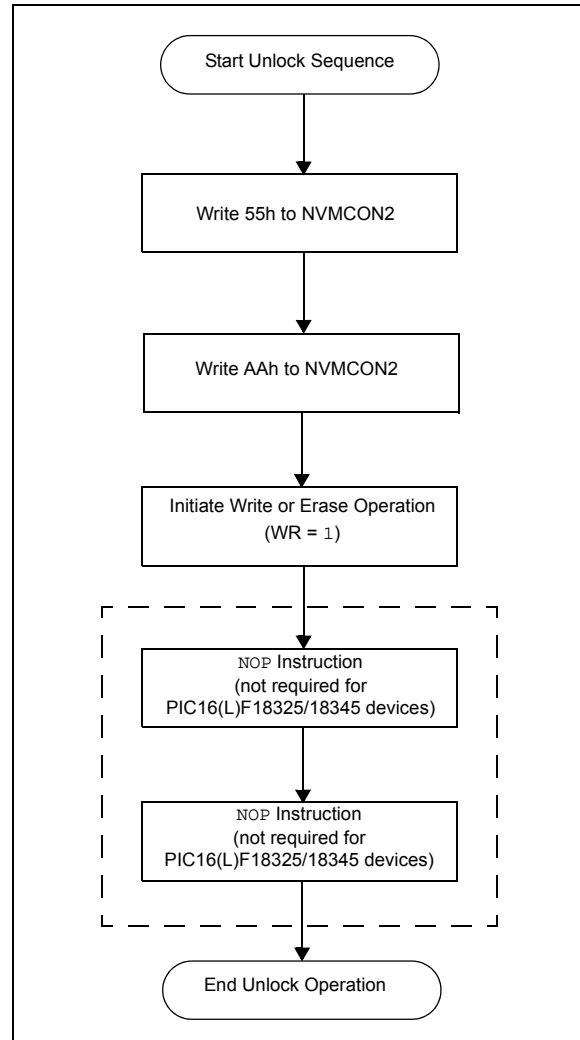 Start Unlock Sequence
Write 55h to NVMCON2
Write AAh to NVMCON2
Initiate Write or Erase Operation
(WR = 1)
NOP Instruction
(not required for
PIC16(L)F18325/18345 devices)
NOP Instruction
(not required for
PIC16(L)F18325/18345 devices)
End Unlock Operation